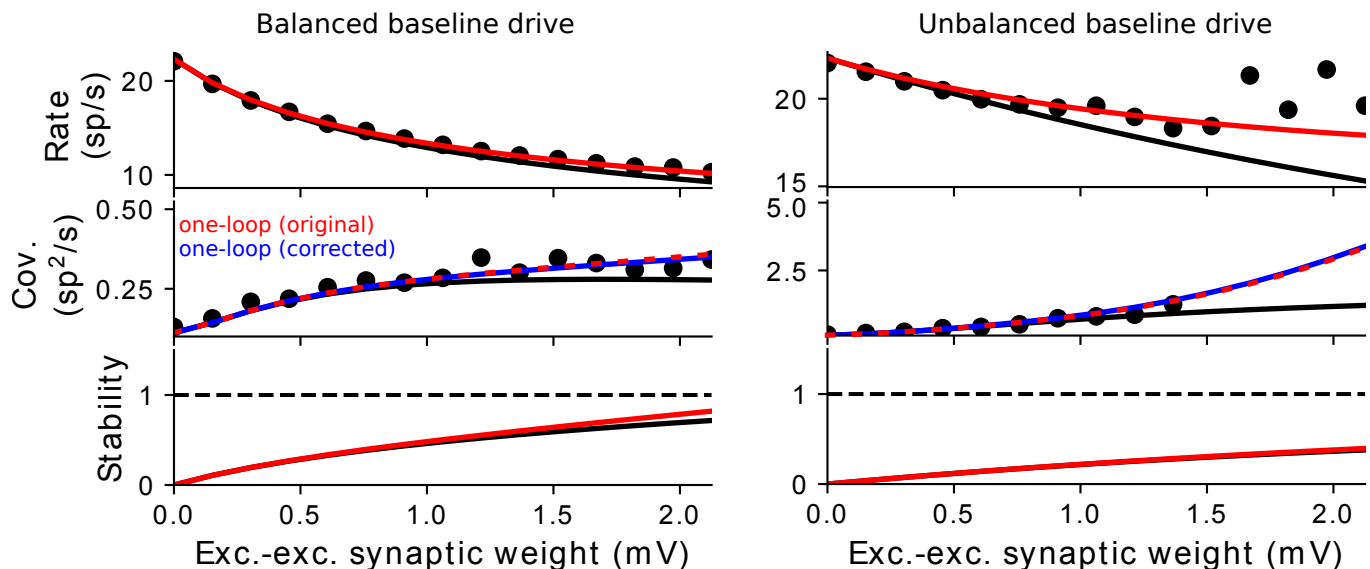 Balanced baseline drive
Unbalanced baseline drive
Rate
(sp/s)
20
10
20
15
Cov.
(sp²/s)
0.50
0.25
one-loop (original)
one-loop (corrected)
5.0
2.5
Stability
1
0
1
0
0.0 0.5 1.0 1.5 2.0
0.0 0.5 1.0 1.5 2.0
Exc.-exc. synaptic weight (mV)
Exc.-exc. synaptic weight (mV)